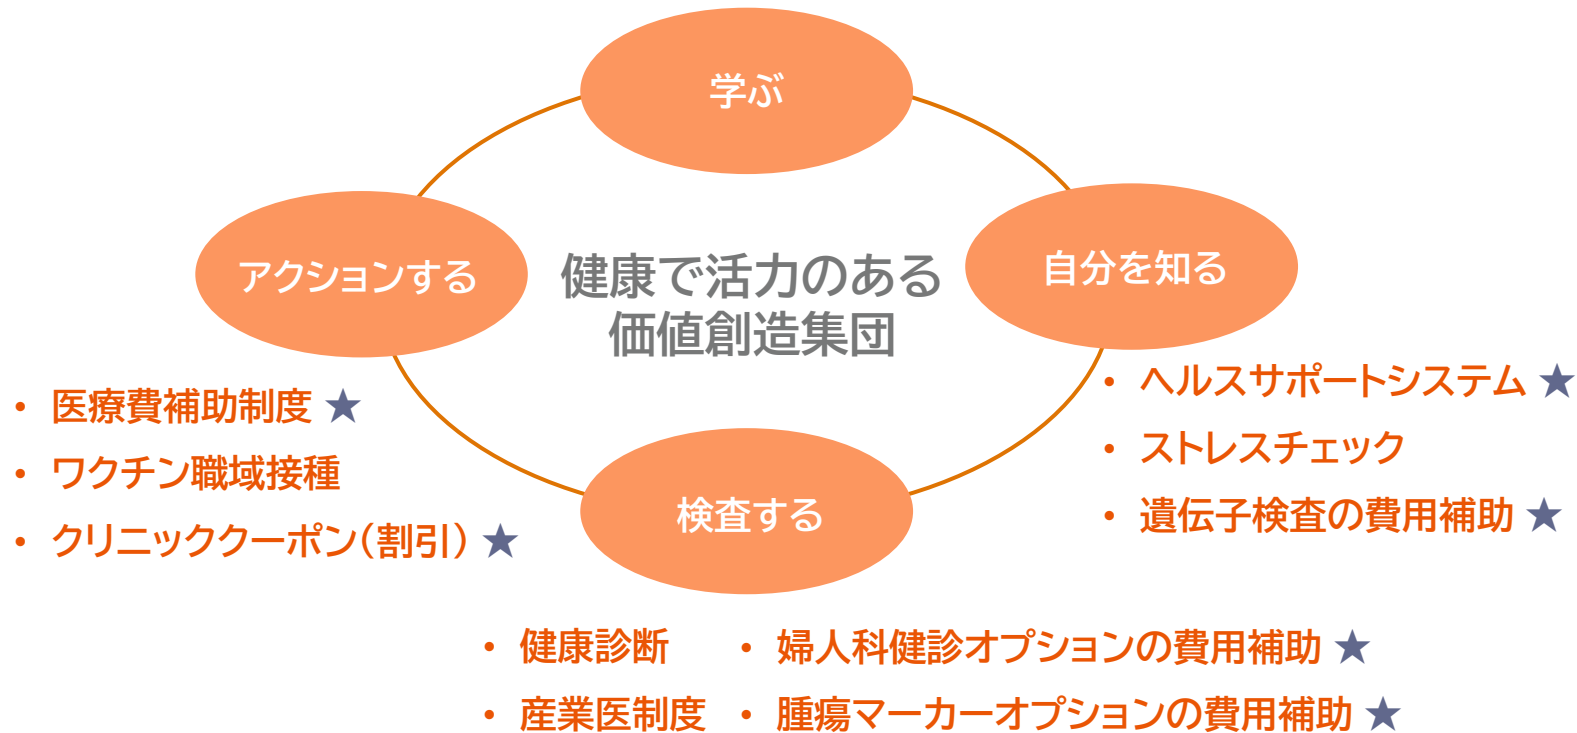 学ぶ
アクションする
自分を知る
健康で活力のある
価値創造集団
検査する
• 医療費補助制度 ★
• ワクチン職域接種
• クリニッククーポン(割引) ★
• ヘルスサポートシステム ★
• ストレスチェック
• 遺伝子検査の費用補助 ★
• 健康診断
• 産業医制度
• 婦人科健診オプションの費用補助 ★
• 腫瘍マーカーオプションの費用補助 ★